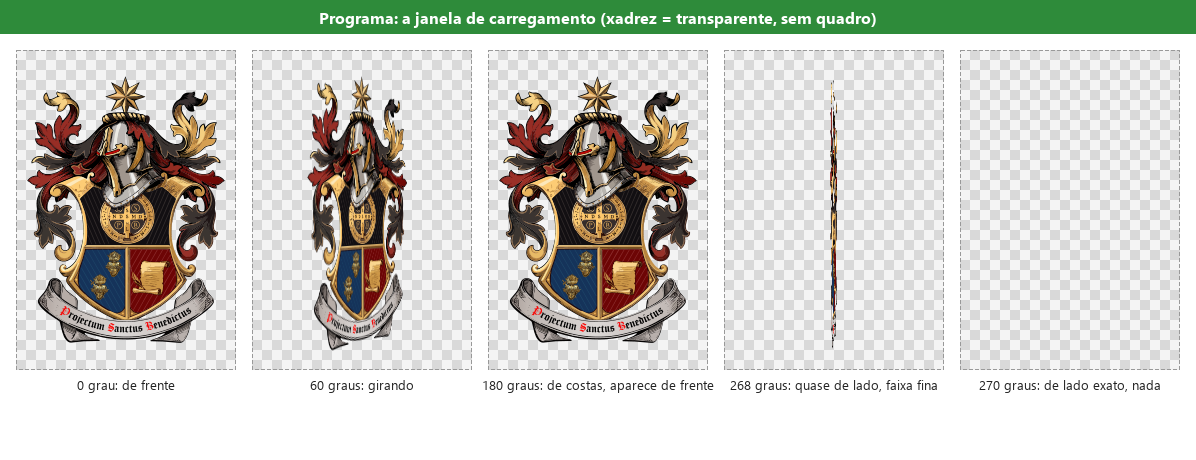 Programa: a janela de carregamento (xadrez = transparente, sem quadro)
N D S M D
Projectum Sanctus Benedictus
Projectum Sanctus Benedictus
N D S M D
Projectum Sanctus Benedictus
0 grau: de frente
60 graus: girando
180 graus: de costas, aparece de frente
268 graus: quase de lado, faixa fina
270 graus: de lado exato, nada